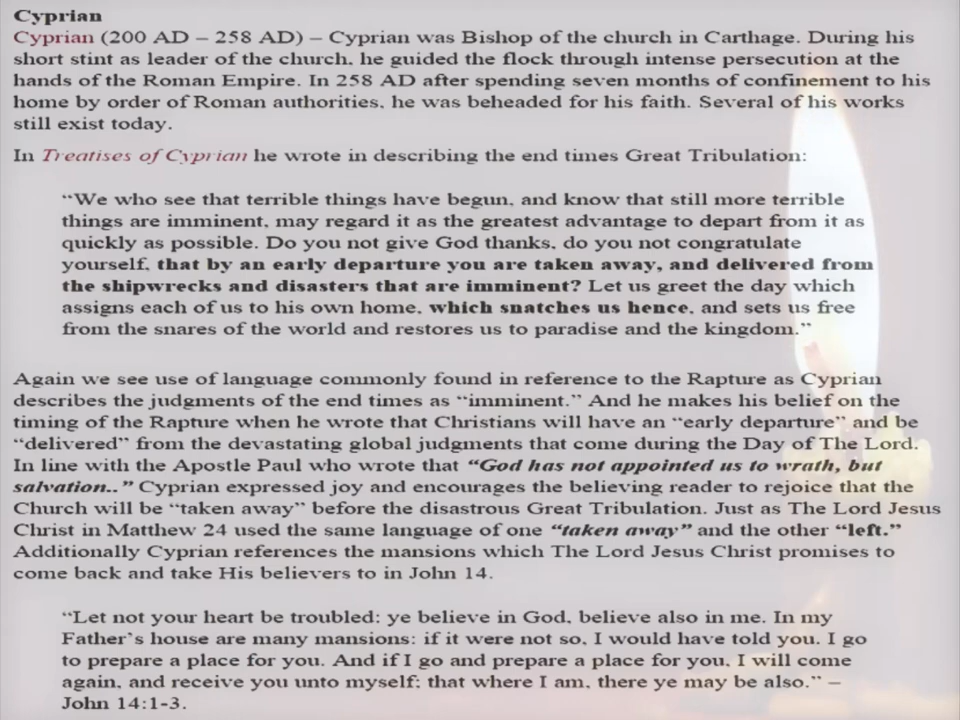 Cyprian
Cyprian (200 AD – 258 AD) – Cyprian was Bishop of the church in Carthage. During his
short stint as leader of the church, he guided the flock through intense persecution at the
hands of the Roman Empire. In 258 AD after spending seven months of confinement to his
home by order of Roman authorities, he was beheaded for his faith. Several of his works
still exist today.
In Treatises of Cyprian he wrote in describing the end times Great Tribulation:
“We who see that terrible things have begun, and know that still more terrible
things are imminent, may regard it as the greatest advantage to depart from it as
quickly as possible. Do you not give God thanks, do you not congratulate
yourself, that by an early departure you are taken away, and delivered from
the shipwrecks and disasters that are imminent? Let us greet the day which
assigns each of us to his own home, which snatches us hence, and sets us free
from the snares of the world and restores us to paradise and the kingdom.”
Again we see use of language commonly found in reference to the Rapture as Cyprian
describes the judgments of the end times as “imminent.” And he makes his belief on the
timing of the Rapture when he wrote that Christians will have an “early departure” and be
“delivered” from the devastating global judgments that come during the Day of The Lord.
In line with the Apostle Paul who wrote that “God has not appointed us to wrath, but
salvation..” Cyprian expressed joy and encourages the believing reader to rejoice that the
Church will be “taken away” before the disastrous Great Tribulation. Just as The Lord Jesus
Christ in Matthew 24 used the same language of one “taken away” and the other “left.”
Additionally Cyprian references the mansions which The Lord Jesus Christ promises to
come back and take His believers to in John 14.
“Let not your heart be troubled: ye believe in God, believe also in me. In my
Father’s house are many mansions: if it were not so, I would have told you. I go
to prepare a place for you. And if I go and prepare a place for you, I will come
again, and receive you unto myself; that where I am, there ye may be also.” –
John 14:1-3.